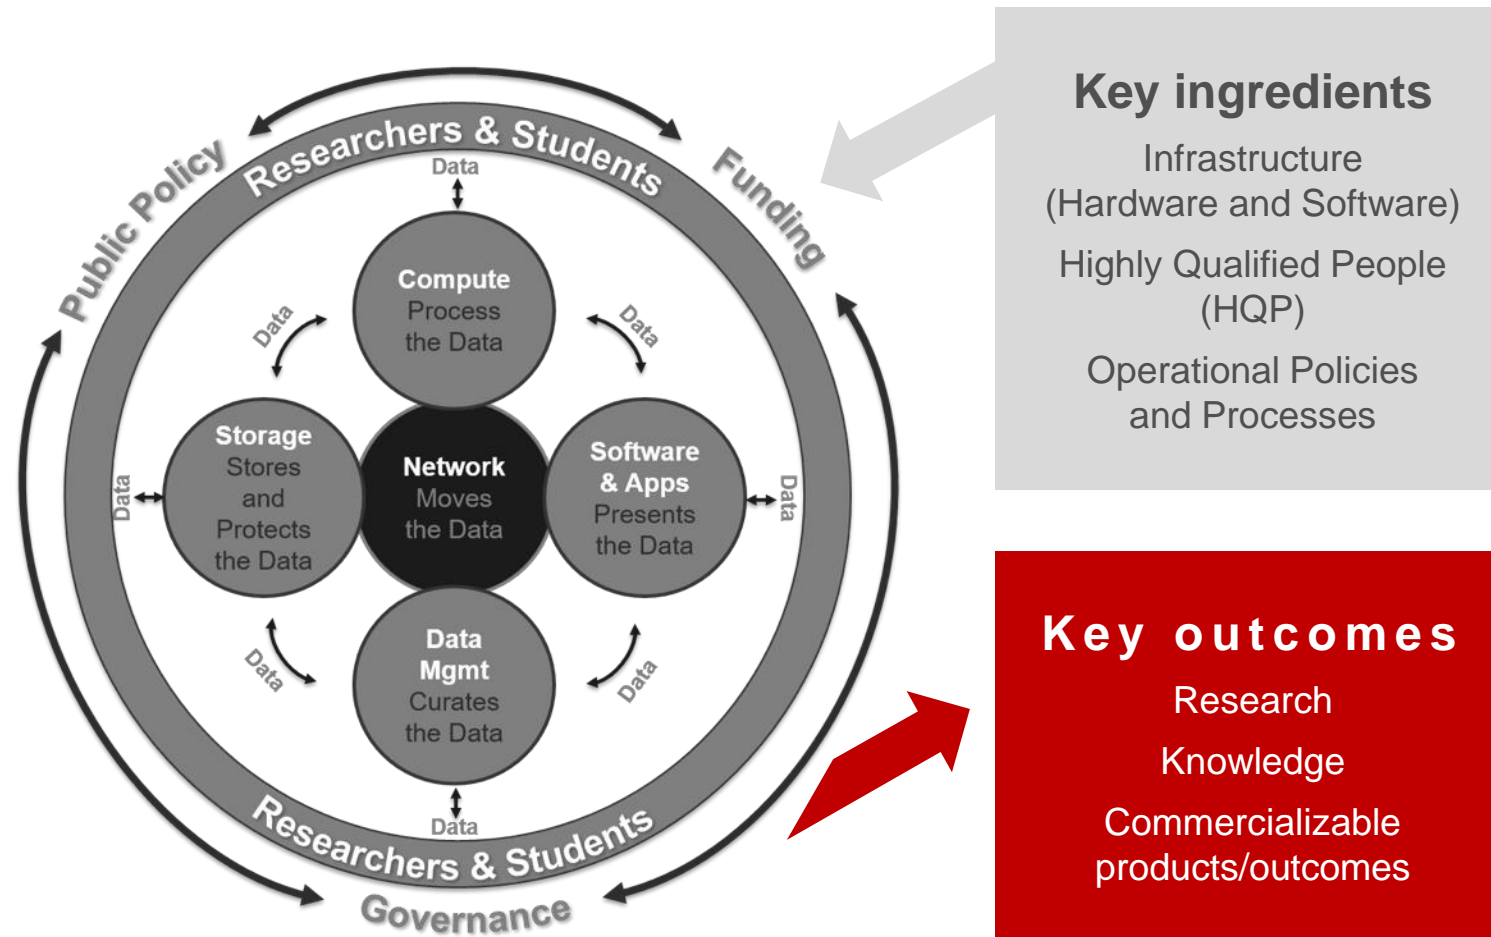 Public Policy
Funding
Researchers & Students
Data
Compute
Process
the Data
Data
Data
Storage
Stores
and
Protects
the Data
Network
Moves
the Data
Software
& Apps
Presents
the Data
Data
Data
Data
Mgmt
Curates
the Data
Data
Data
Data
Researchers & Students
Governance
Key ingredients
Infrastructure
(Hardware and Software)
Highly Qualified People
(HQP)
Operational Policies
and Processes
Key outcomes
Research
Knowledge
Commercializable
products/outcomes